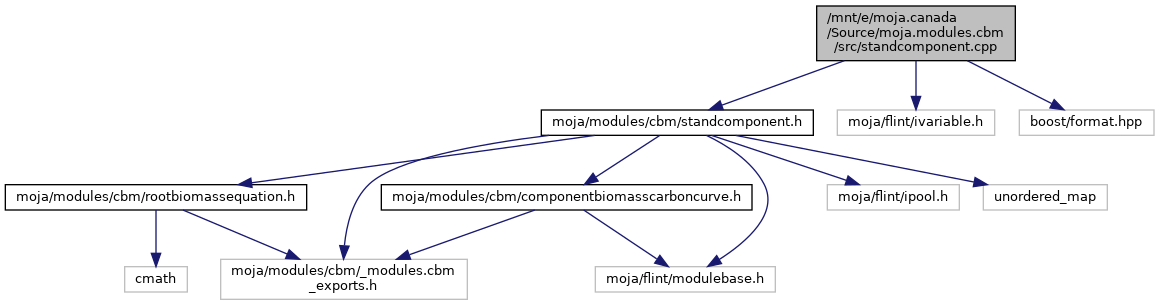 /mnt/e/moja.canada
/Source/moja.modules.cbm
/src/standcomponent.cpp
moja/modules/cbm/standcomponent.h
moja/flint/ivariable.h
boost/format.hpp
moja/modules/cbm/rootbiomassequation.h
moja/modules/cbm/componentbiomasscarboncurve.h
moja/flint/ipool.h
unordered_map
cmath
moja/modules/cbm/_modules.cbm
_exports.h
moja/flint/modulebase.h